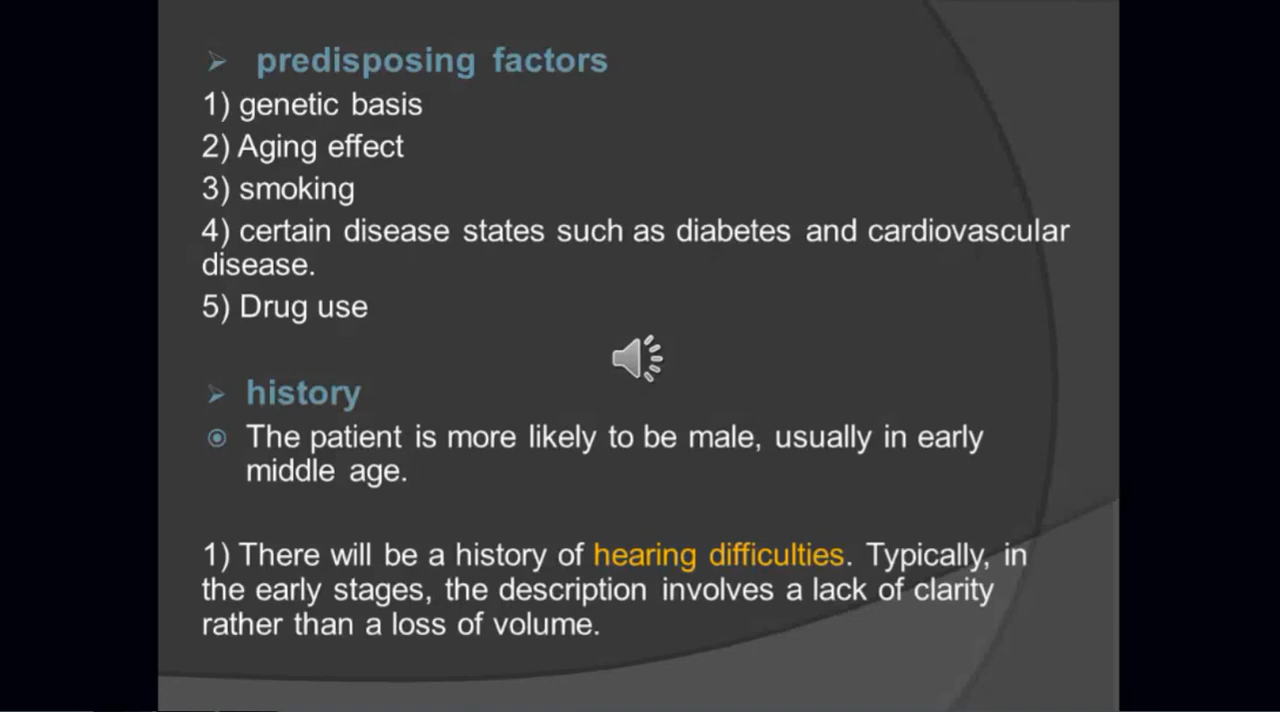 predisposing factors
1) genetic basis
2) Aging effect
3) smoking
4) certain disease states such as diabetes and cardiovascular
disease.
5) Drug use
history
The patient is more likely to be male, usually in early
middle age.
1) There will be a history of hearing difficulties. Typically, in
the early stages, the description involves a lack of clarity
rather than a loss of volume.